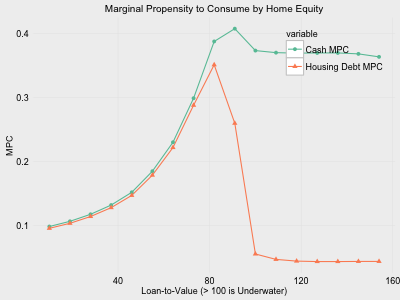 Marginal Propensity to Consume by Home Equity
0.4
0.3
0.2
0.1
MPC
variable
Cash MPC
Housing Debt MPC
40
80
120
160
Loan-to-Value (> 100 is Underwater)